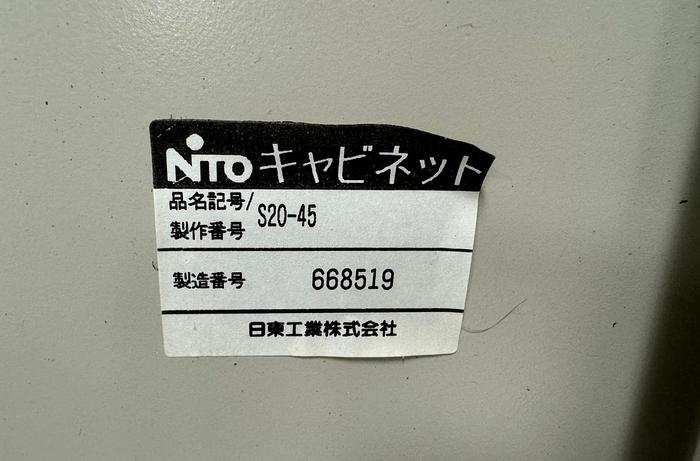 NITO キャビネット
品名記号/
製作番号 S20-45
製造番号 668519
日東工業株式会社